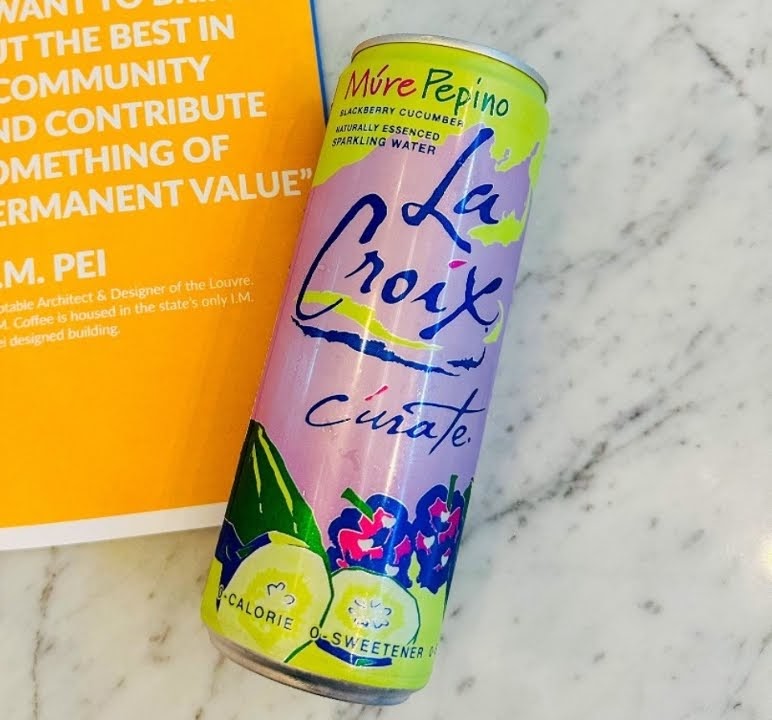 WANT TO
UT THE BEST IN
COMMUNITY
ND CONTRIBUTE
OMETHING OF
ERMANENT VALUE”
.M. PEI
otable Architect & Designer of the Louvre.
M. Coffee is housed in the state's only I.M.
ei designed building.
Múre Pepino
BLACKBERRY CUCUMBER
NATURALLY ESSENCED
SPARKLING WATER
La
Croix
Cúrate.
0-CALORIE 0-SWEETENER